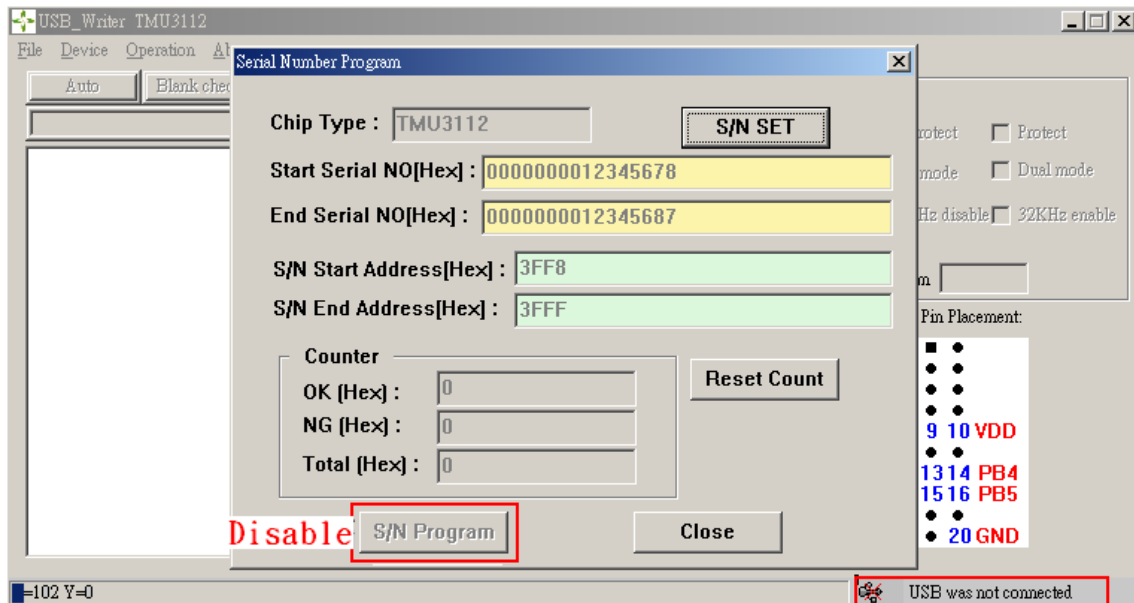 USB_Writer TMU3112
File Device Operation Ab
Auto Blank chec
Serial Number Program
Chip Type : TMU3112 S/N SET
Start Serial NO[Hex] : 0000000012345678
End Serial NO[Hex] : 0000000012345687
S/N Start Address[Hex] : 3FF8
S/N End Address[Hex] : 3FFF
Counter
OK (Hex) : 0
NG (Hex) : 0
Total (Hex) : 0
Reset Count
Disable S/N Program Close
rotect Protect
mode Dual mode
Hz disable 32KHz enable
m
Pin Placement:
9 10 VDD
13 14 PB4
15 16 PB5
20 GND
=102 Y=0 USB was not connected